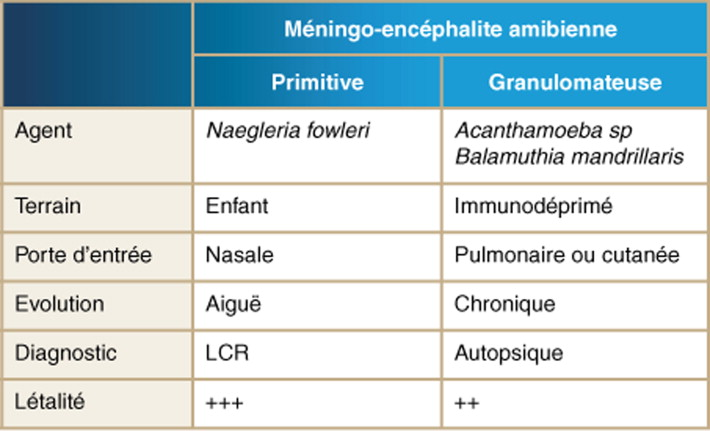 Méningo-encéphalite amibienne
Primitive Granulomateuse
Agent Naegleria fowleri Acanthamoeba sp
Balamuthia mandrillaris
Terrain Enfant Immunodéprimé
Porte d'entrée Nasale Pulmonaire ou cutanée
Evolution Aiguë Chronique
Diagnostic LCR Autopsique
Létalité +++ ++